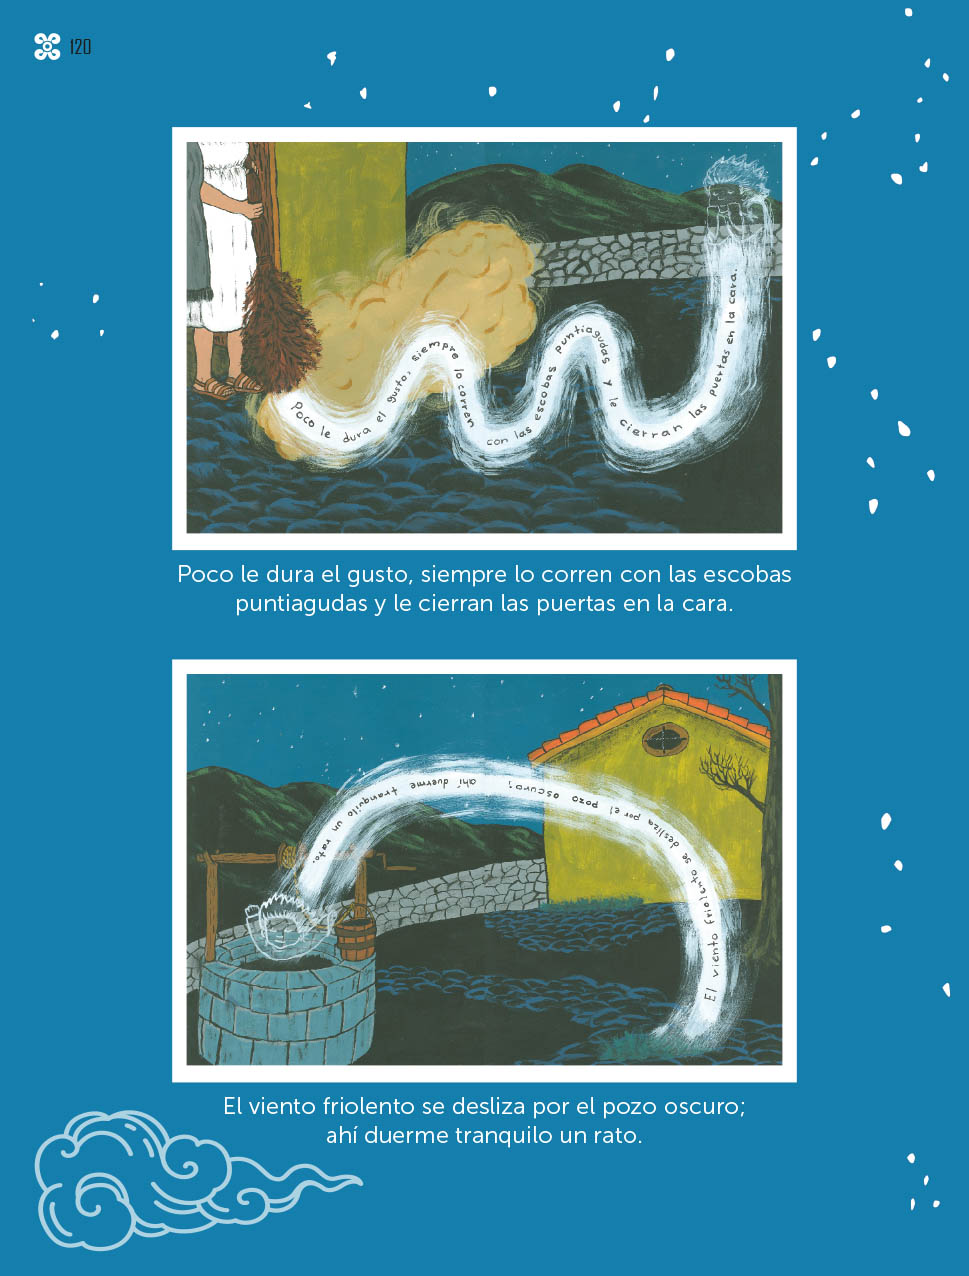 120
Poco le dura el gusto, siempre lo corren con las escobas puntiagudas y le cierran las puertas en la cara.
Poco le dura el gusto, siempre lo corren con las escobas
puntiagudas y le cierran las puertas en la cara.
El viento friolento se desliza por el pozo oscuro; ahí duerme tranquilo un rato.
El viento friolento se desliza por el pozo oscuro;
ahí duerme tranquilo un rato.